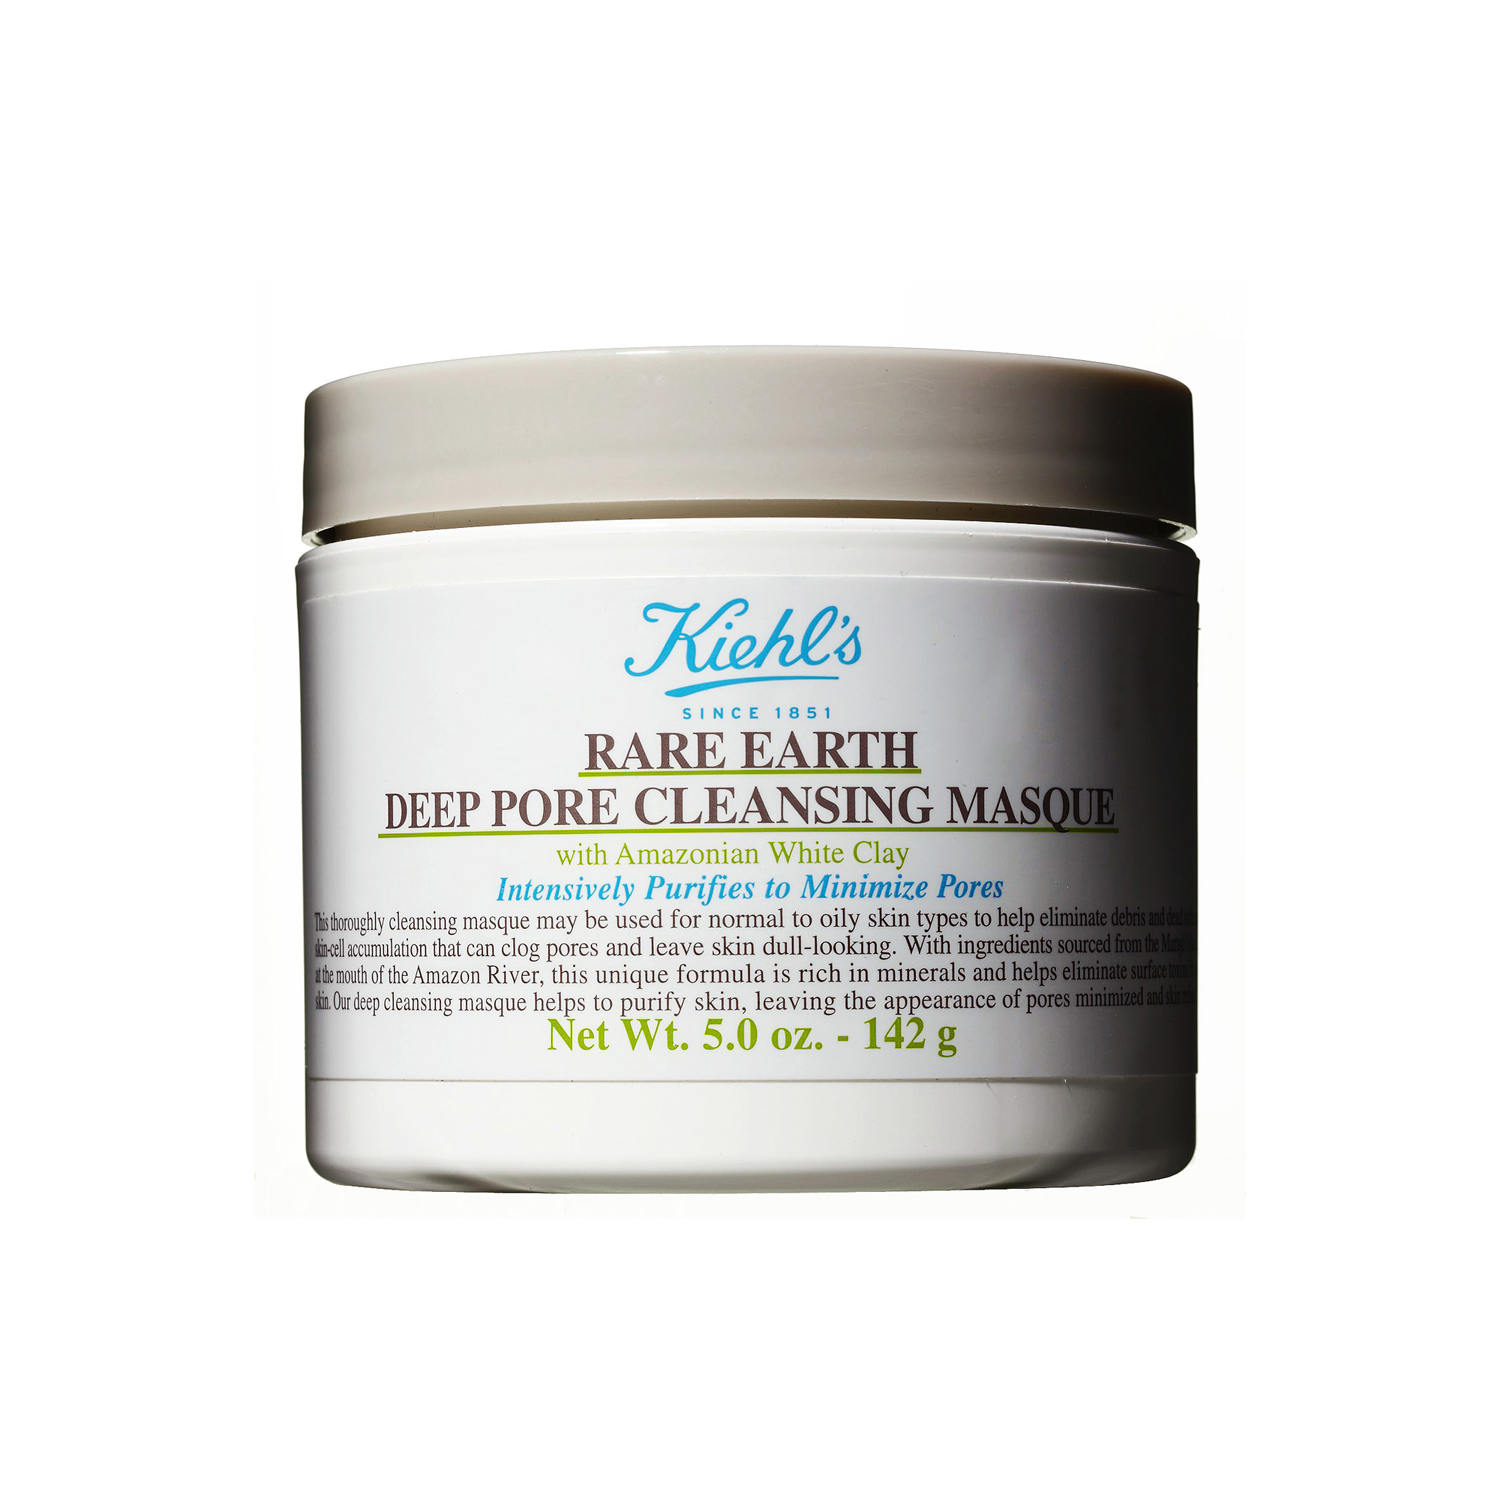 Kiehl's
SINCE 1851
RARE EARTH
DEEP PORE CLEANSING MASQUE
with Amazonian White Clay
Intensively Purifies to Minimize Pores
This thoroughly cleansing masque may be used for normal to oily skin types to help eliminate debris and dead
skin-cell accumulation that can clog pores and leave skin dull-looking. With ingredients sourced from the
at the mouth of the Amazon River, this unique formula is rich in minerals and helps eliminate surface
skin. Our deep cleansing masque helps to purify skin, leaving the appearance of pores minimized and skin
Net Wt. 5.0 oz. - 142 g